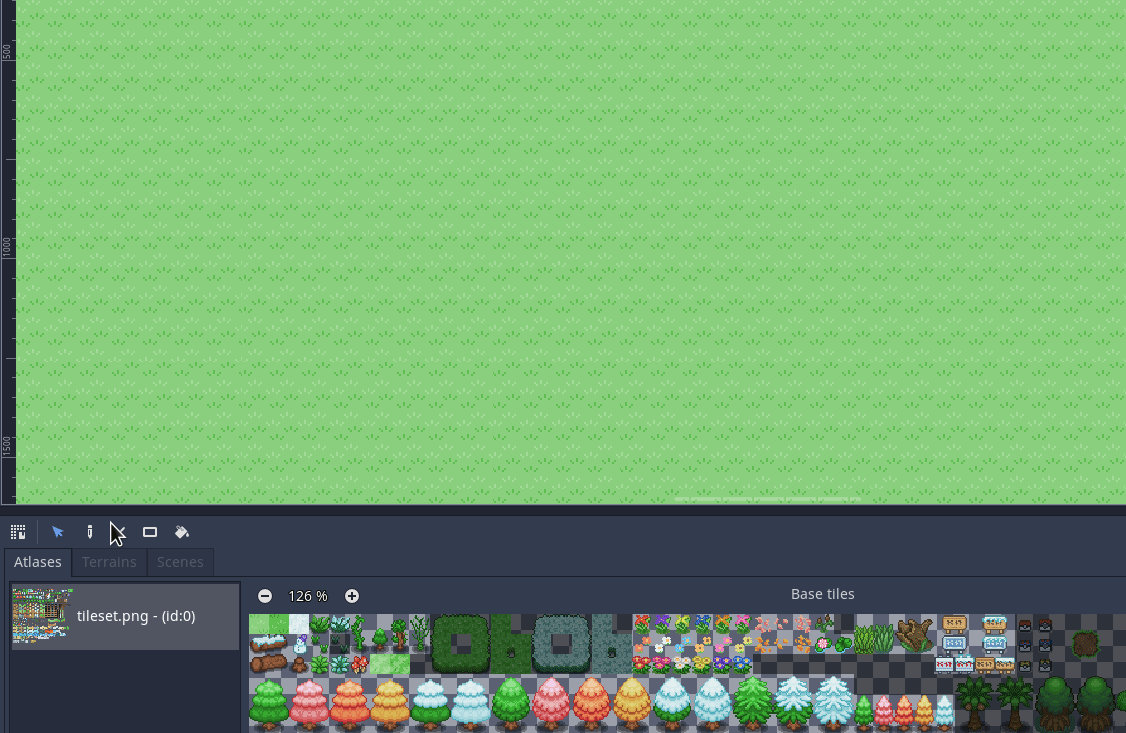 500
1000
1500
Atlases Terrains Scenes
tileset.png - (id:0)
126 %
Base tiles